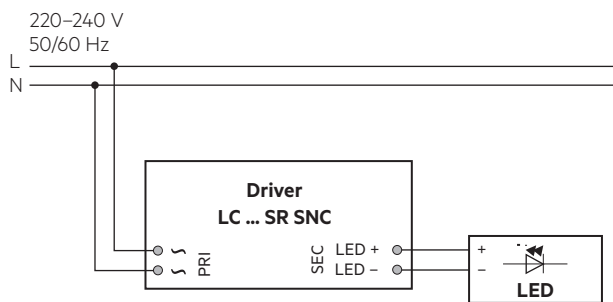 220–240 V
50/60 Hz
L
N
Driver
LC ... SR SNC
~ PRI SEC LED +
~ LED –
+
–
LED